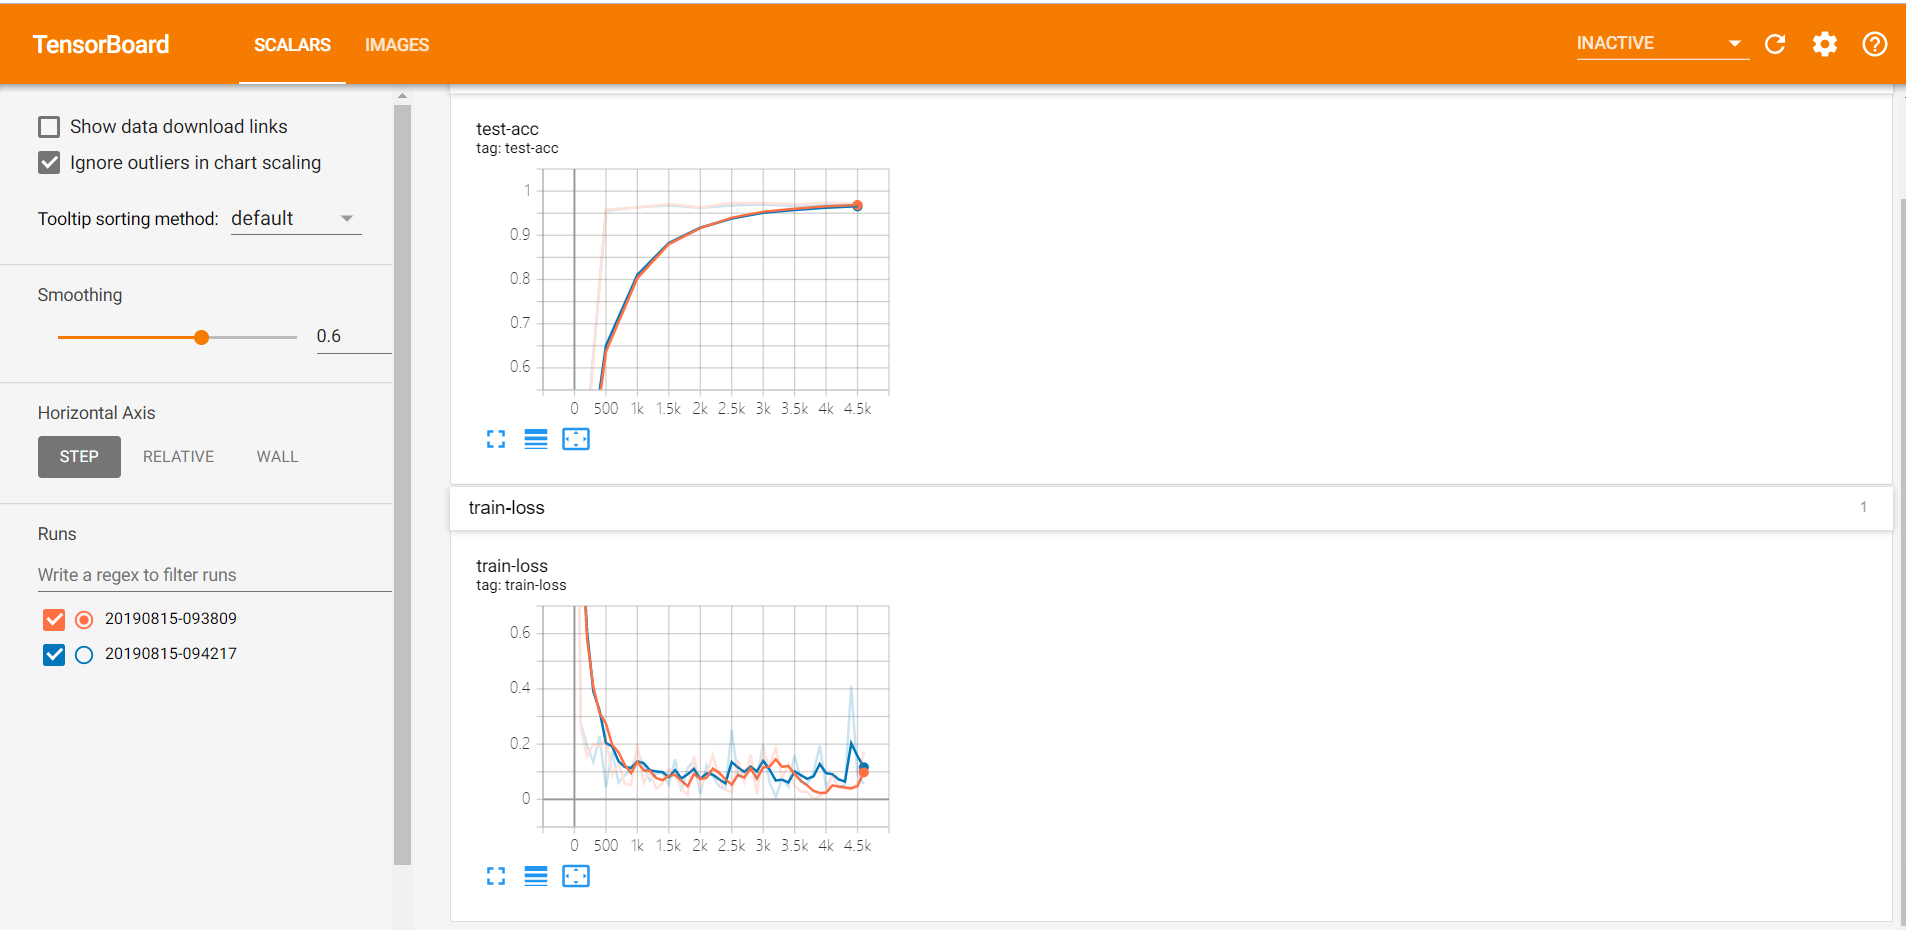 TensorBoard SCALARS IMAGES INACTIVE
Show data download links
Ignore outliers in chart scaling
Tooltip sorting method: default
Smoothing
0.6
Horizontal Axis
STEP RELATIVE WALL
Runs
Write a regex to filter runs
20190815-093809
20190815-094217
test-acc
tag: test-acc
1
0.9
0.8
0.7
0.6
0 500 1k 1.5k 2k 2.5k 3k 3.5k 4k 4.5k
train-loss 1
train-loss
tag: train-loss
0.6
0.4
0.2
0
0 500 1k 1.5k 2k 2.5k 3k 3.5k 4k 4.5k